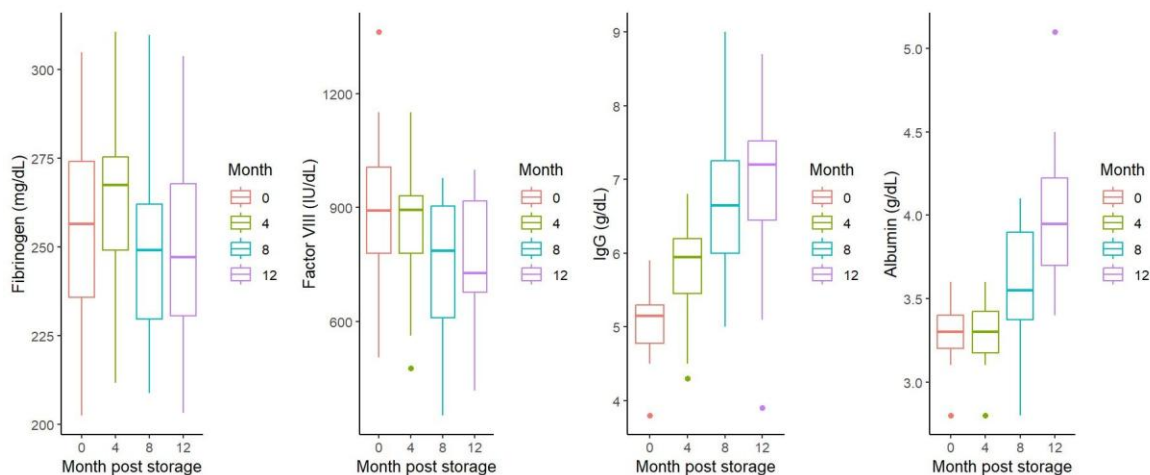 Fibrinogen (mg/dL)
300
275
250
225
200
0 4 8 12
Month post storage
Month
0
4
8
12
Factor VIII (IU/dL)
1200
900
600
0 4 8 12
Month post storage
Month
0
4
8
12
IgG (g/dL)
9
8
7
6
5
4
0 4 8 12
Month post storage
Month
0
4
8
12
Albumin (g/dL)
5.0
4.5
4.0
3.5
3.0
0 4 8 12
Month post storage
Month
0
4
8
12